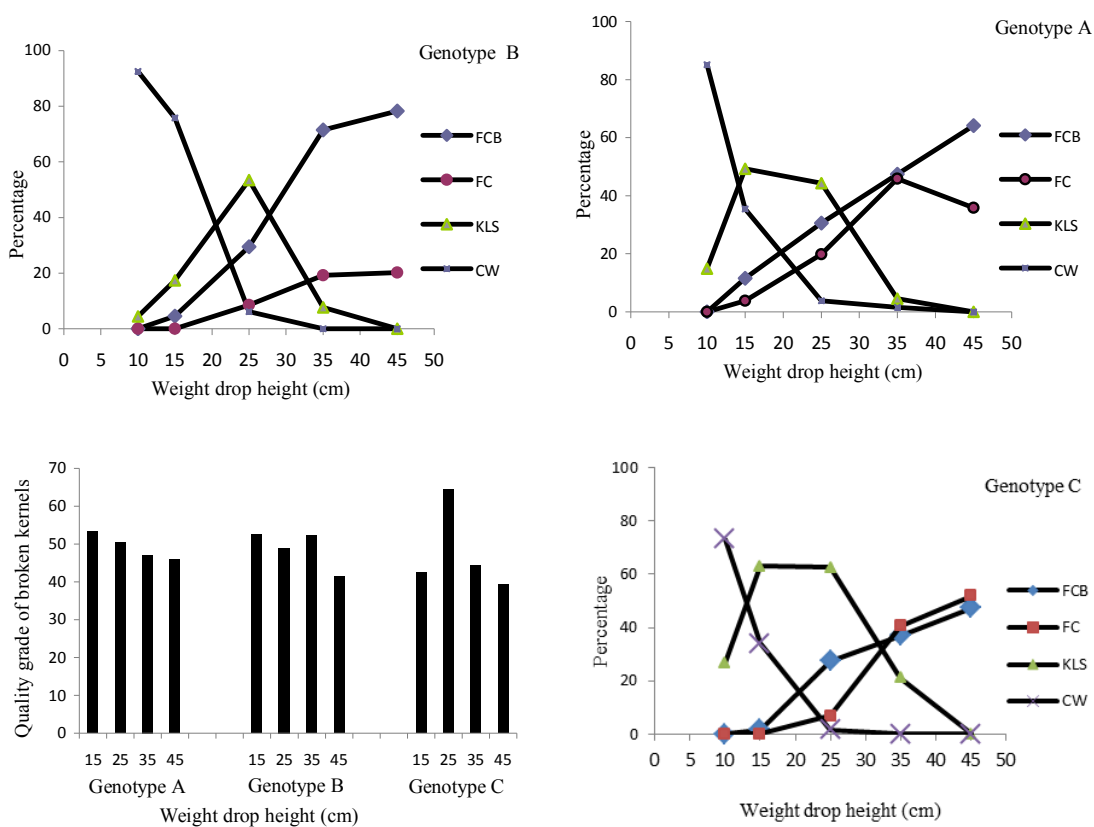 Genotype B
100
80
60
40
20
0
Percentage
0 5 10 15 20 25 30 35 40 45 50
Weight drop height (cm)
FCB
FC
KLS
CW
Genotype A
100
80
60
40
20
0
Percentage
0 5 10 15 20 25 30 35 40 45 50
Weight drop height (cm)
FCB
FC
KLS
CW
70
60
50
40
30
20
10
0
Quality grade of broken kernels
15 25 35 45 15 25 35 45 15 25 35 45
Genotype A Genotype B Genotype C
Weight drop height (cm)
Genotype C
100
80
60
40
20
0
Percentage
0 5 10 15 20 25 30 35 40 45 50
Weight drop height (cm)
FCB
FC
KLS
CW